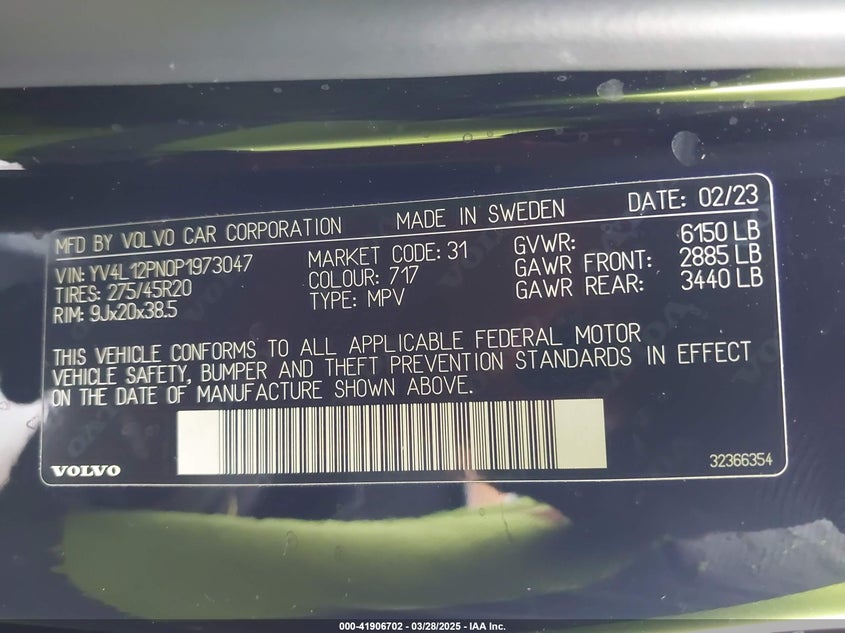 MFD BY VOLVO CAR CORPORATION MADE IN SWEDEN DATE: 02/23
VIN: YV4L12PN0P1973047 MARKET CODE: 31 GVWR: 6150 LB
TIRES: 275/45R20 COLOUR: 717 GAWR FRONT: 2885 LB
RIM: 9Jx20x38.5 TYPE: MPV GAWR REAR: 3440 LB
THIS VEHICLE CONFORMS TO ALL APPLICABLE FEDERAL MOTOR
VEHICLE SAFETY, BUMPER AND THEFT PREVENTION STANDARDS IN EFFECT
ON THE DATE OF MANUFACTURE SHOWN ABOVE.
VOLVO 32366354
000-41906702 - 03/28/2025 - IAA Inc.